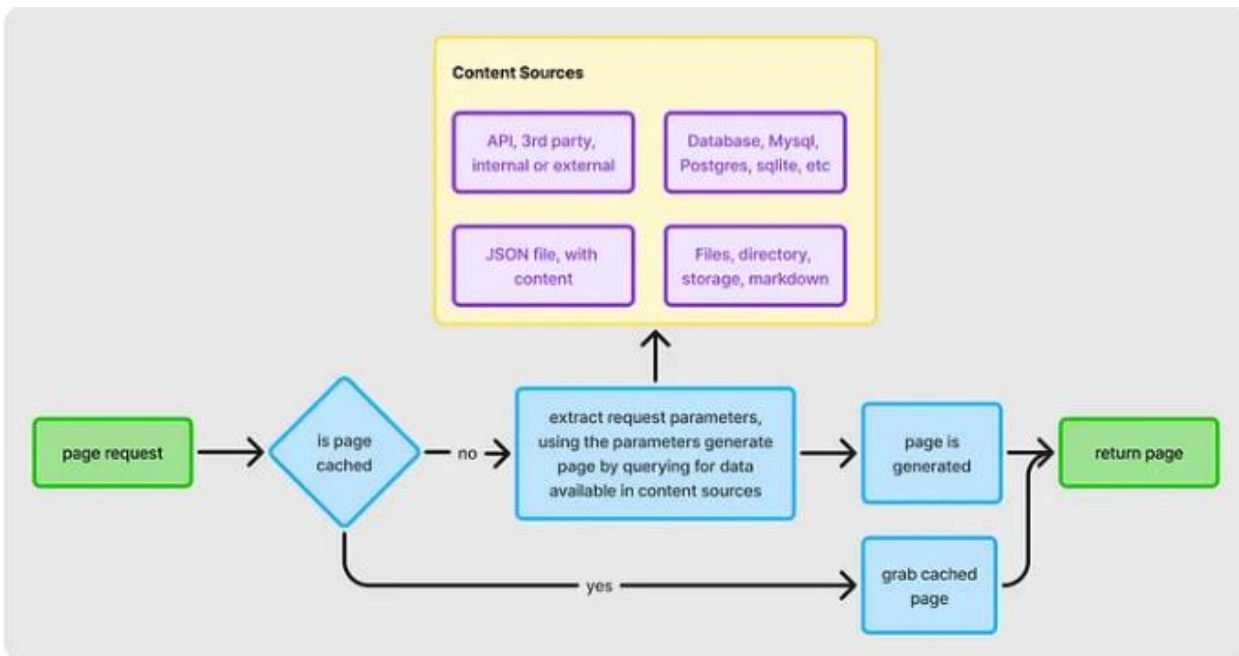 Content Sources
API, 3rd party,
internal or external
Database, Mysql,
Postgres, sqlite, etc
JSON file, with
content
Files, directory,
storage, markdown
page request
is page
cached
no
extract request parameters,
using the parameters generate
page by querying for data
available in content sources
page is
generated
return page
yes
grab cached
page